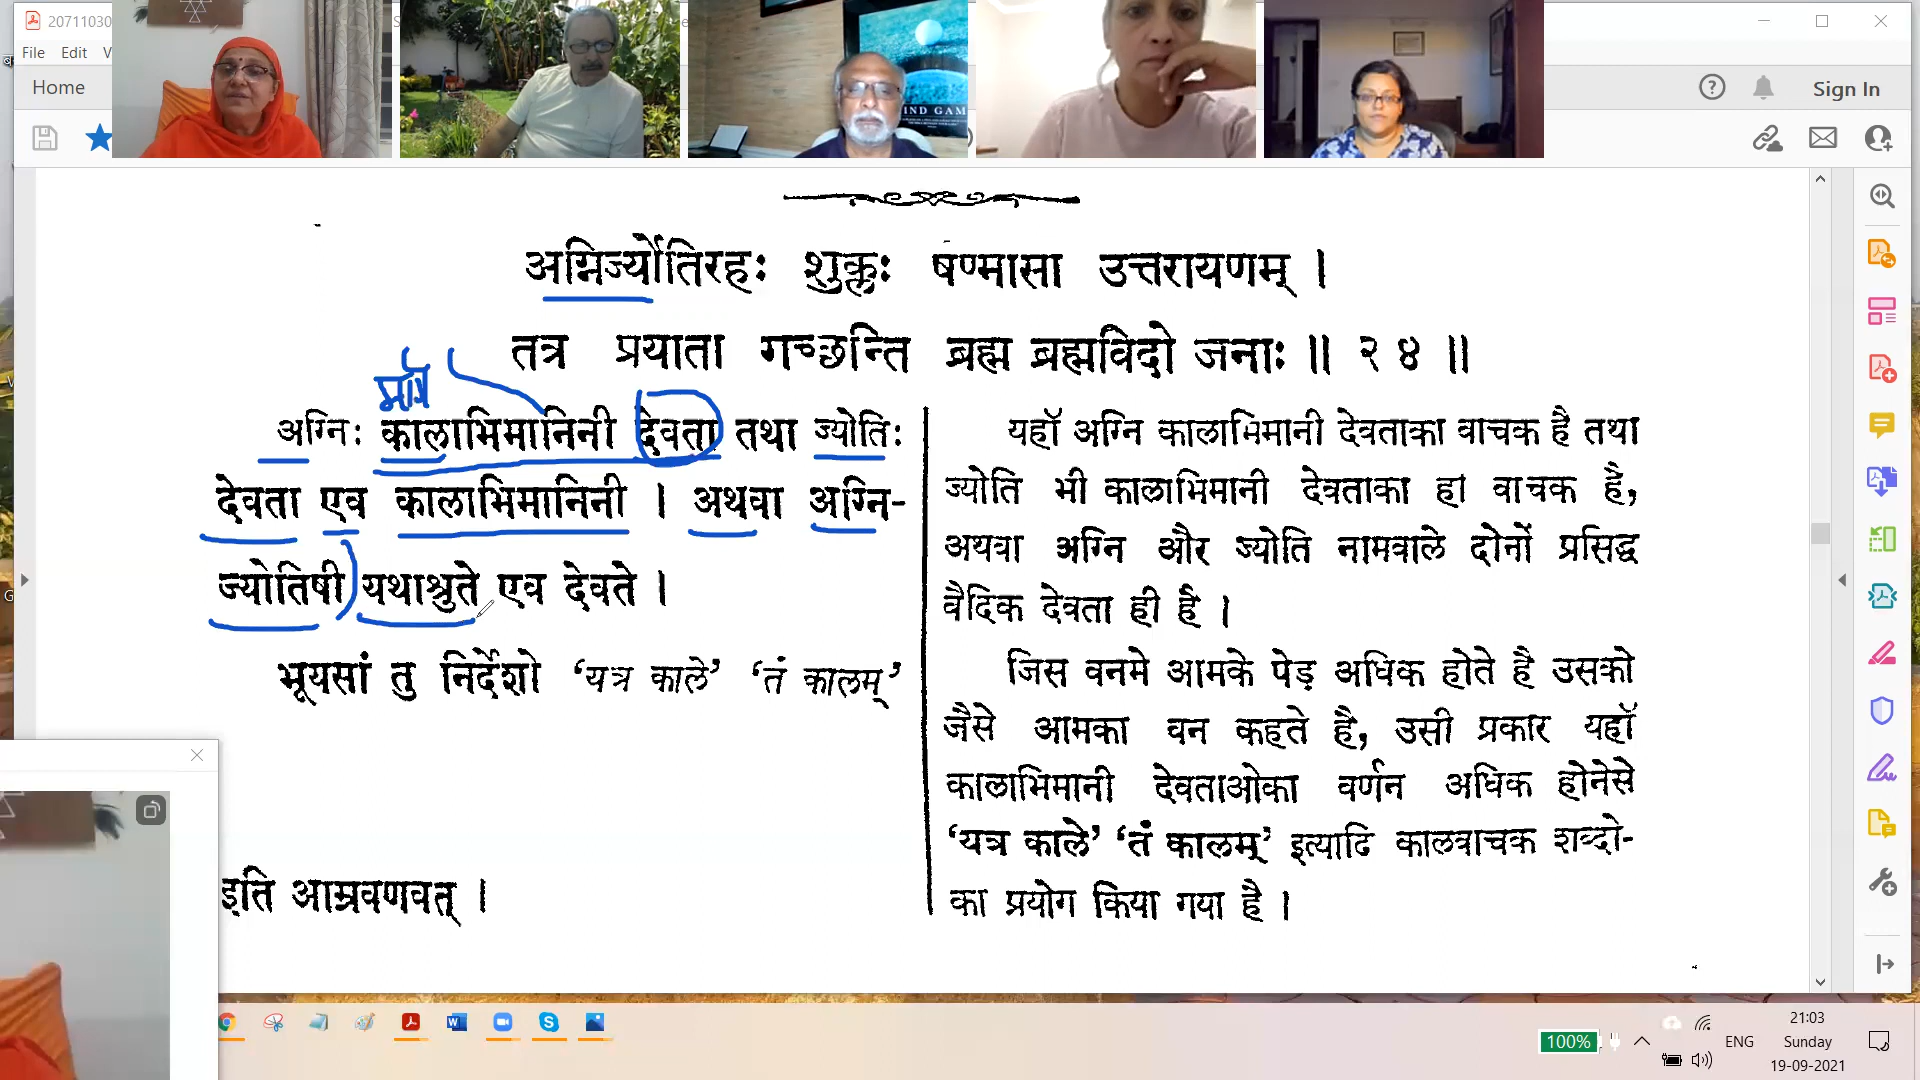 20711030
File Edit V
Home
Sign In
IND GAM
अग्निर्ज्योतिरहः शुक्लः षण्मासा उत्तरायणम् ।
तत्र प्रयाता गच्छन्ति ब्रह्म ब्रह्मविदो जनाः ॥ २४ ॥
अग्निः कालाभिमानिनी देवता तथा ज्योतिः
देवता एव कालाभिमानिनी । अथवा अग्नि-
ज्योतिषी यथाश्रुते एव देवते ।
भूयसां तु निर्देशो ‘यत्र काले’ ‘तं कालम्’
इति आम्रवणवत् ।
यहाँ अग्नि कालाभिमानी देवताका वाचक है तथा
ज्योति भी कालाभिमानी देवताका ही वाचक है,
अथवा अग्नि और ज्योति नामवाले दोनों प्रसिद्ध
वैदिक देवता ही है ।
जिस वनमे आमके पेड़ अधिक होते है उसको
जैसे आमका वन कहते है, उसी प्रकार यहाँ
कालाभिमानी देवताओका वर्णन अधिक होनेसे
‘यत्र काले’ ‘तं कालम्’ इत्यादि कालवाचक शब्दो-
का प्रयोग किया गया है ।
100%
ENG
21:03
Sunday
19-09-2021